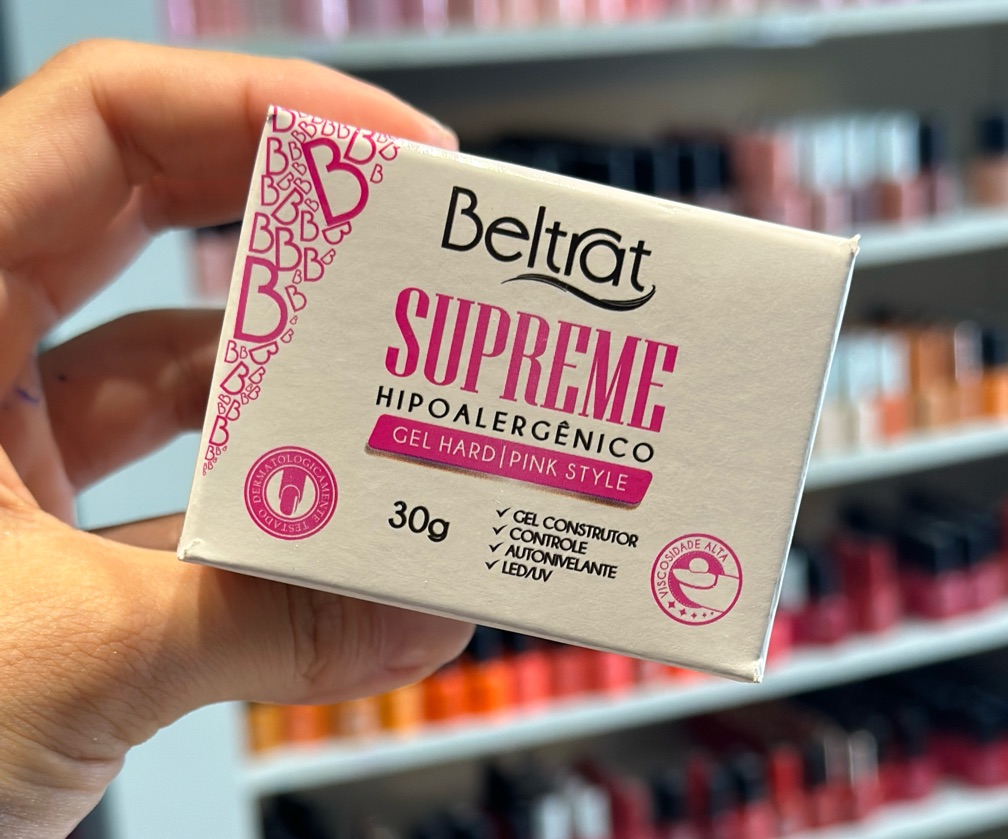 Beltrat
SUPREME
HIPOALERGÊNICO
GEL HARD | PINK STYLE
DERMATOLOGICAMENTE TESTADO
30g
✓ GEL CONSTRUTOR
✓ CONTROLE
✓ AUTONIVELANTE
✓ LED/UV
VISCOSIDADE ALTA